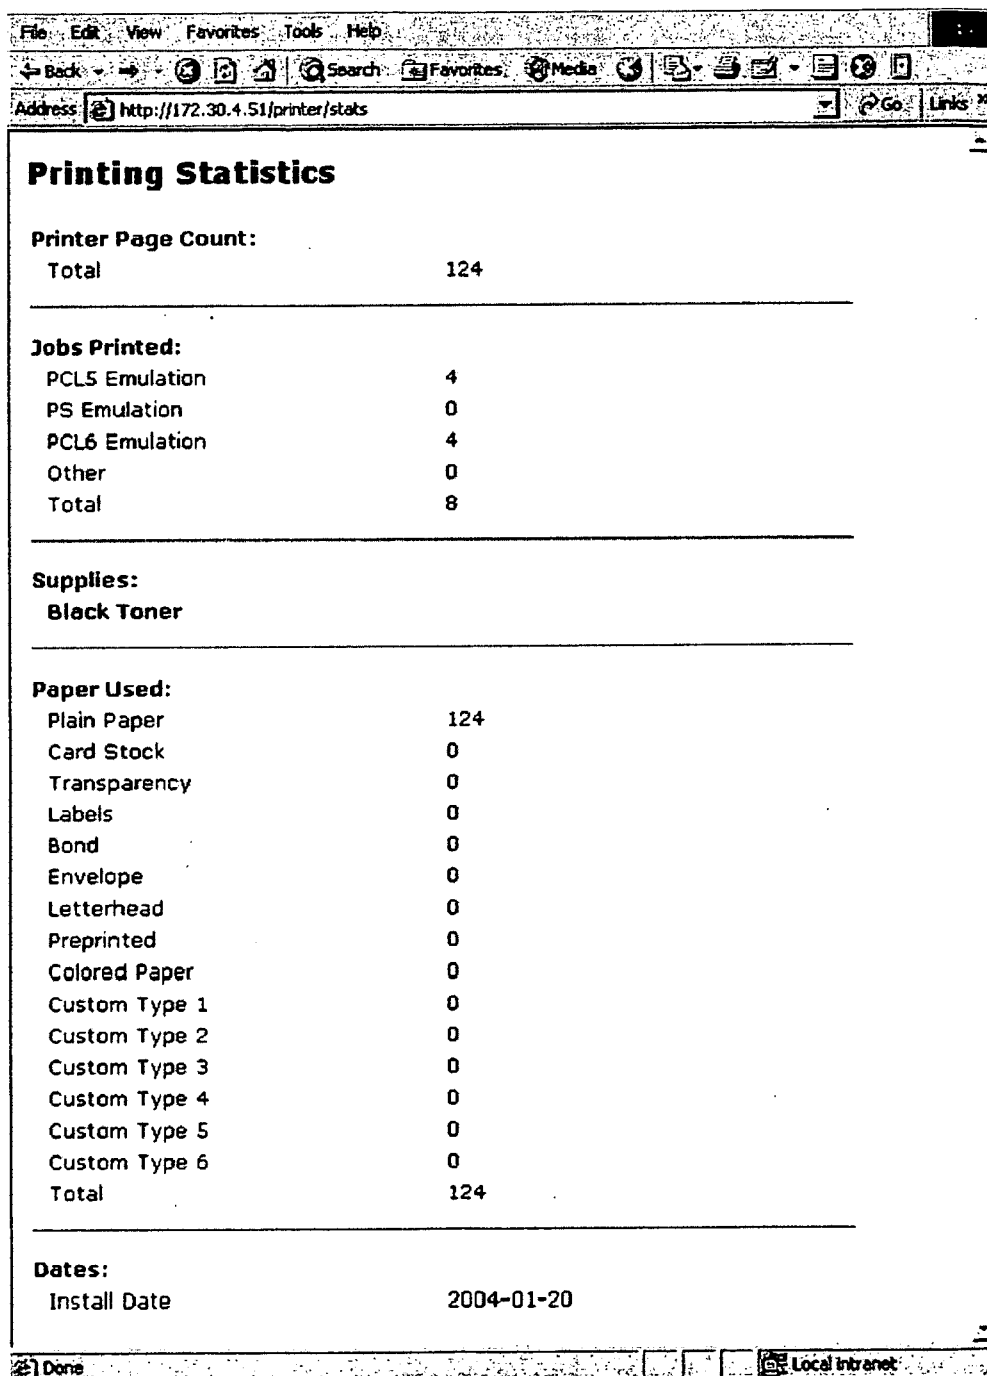 File Edit View Favorites Tools Help
Back Search Favorites Media
Address http://172.30.4.51/printer/stats Go Links »
Printing Statistics
Printer Page Count:
Total 124
Jobs Printed:
PCL5 Emulation 4
PS Emulation 0
PCL6 Emulation 4
Other 0
Total 8
Supplies:
Black Toner
Paper Used:
Plain Paper 124
Card Stock 0
Transparency 0
Labels 0
Bond 0
Envelope 0
Letterhead 0
Preprinted 0
Colored Paper 0
Custom Type 1 0
Custom Type 2 0
Custom Type 3 0
Custom Type 4 0
Custom Type 5 0
Custom Type 6 0
Total 124
Dates:
Install Date 2004-01-20
Done Local intranet